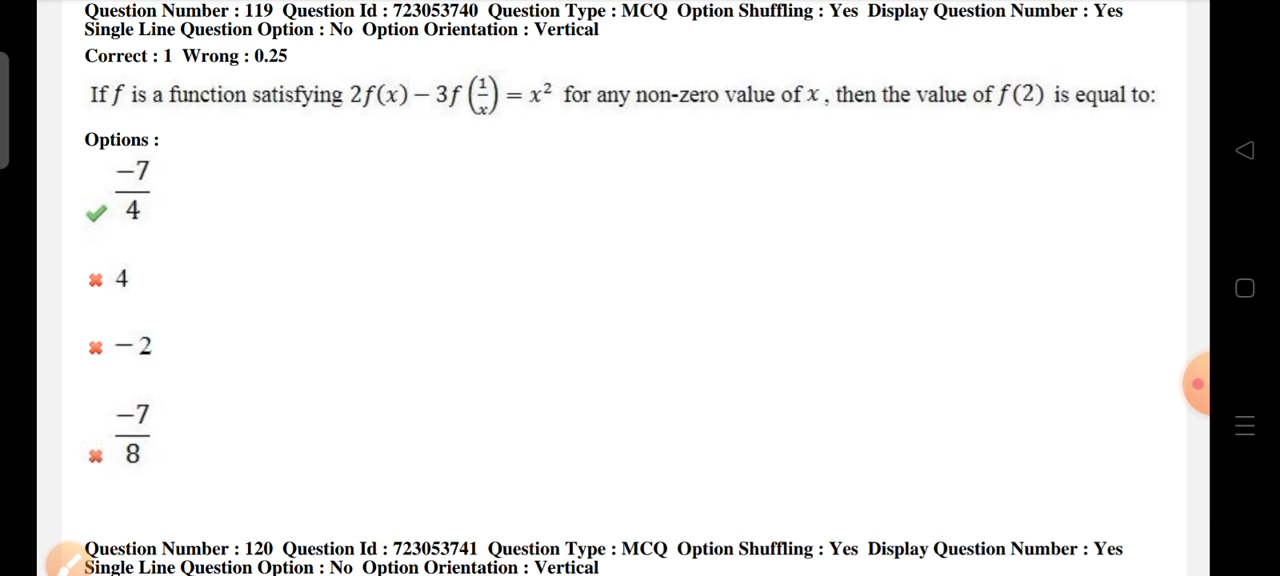 Question Number : 119 Question Id : 723053740 Question Type : MCQ Option Shuffling : Yes Display Question Number : Yes
Single Line Question Option : No Option Orientation : Vertical
Correct : 1 Wrong : 0.25
If f is a function satisfying 2f(x) − 3f(1/x) = x² for any non-zero value of x , then the value of f(2) is equal to:
Options :
−7/4
4
− 2
−7/8
Question Number : 120 Question Id : 723053741 Question Type : MCQ Option Shuffling : Yes Display Question Number : Yes
Single Line Question Option : No Option Orientation : Vertical